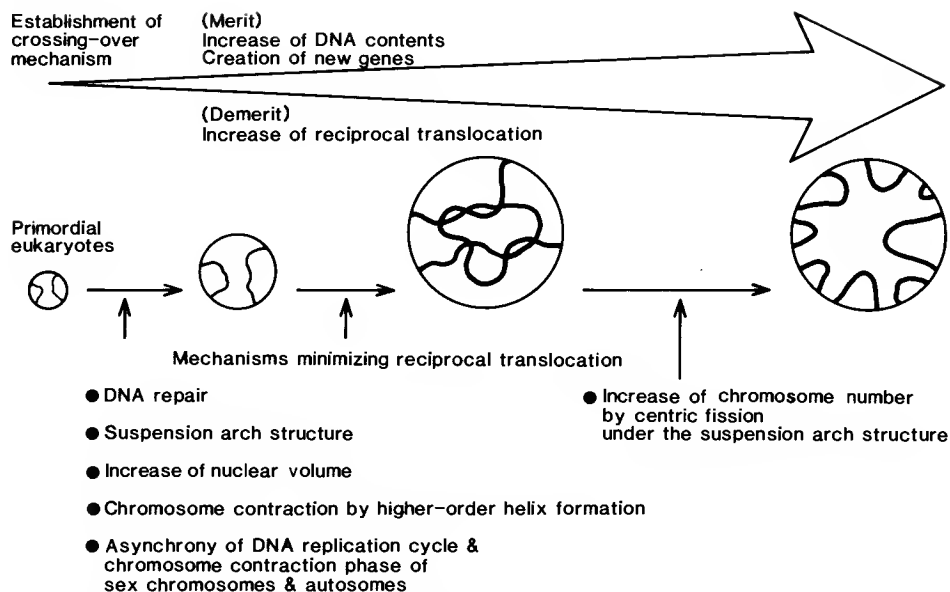 Establishment of
crossing-over
mechanism
(Merit)
Increase of DNA contents
Creation of new genes
(Demerit)
Increase of reciprocal translocation
Primordial
eukaryotes
Mechanisms minimizing reciprocal translocation
● DNA repair
● Suspension arch structure
● Increase of nuclear volume
● Chromosome contraction by higher-order helix formation
● Asynchrony of DNA replication cycle &
chromosome contraction phase of
sex chromosomes & autosomes
● Increase of chromosome number
by centric fission
under the suspension arch structure